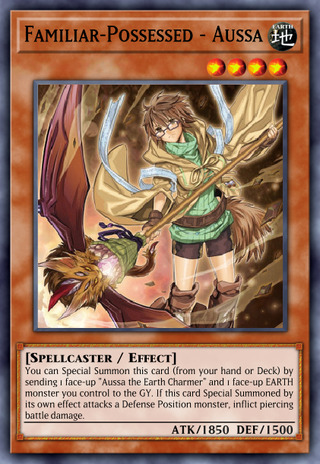 Familiar-Possessed - Aussa
EARTH
地
[Spellcaster / Effect]
You can Special Summon this card (from your hand or Deck) by
sending 1 face-up "Aussa the Earth Charmer" and 1 face-up EARTH
monster you control to the GY. If this card Special Summoned by
its own effect attacks a Defense Position monster, inflict piercing
battle damage.
ATK/1850 DEF/1500